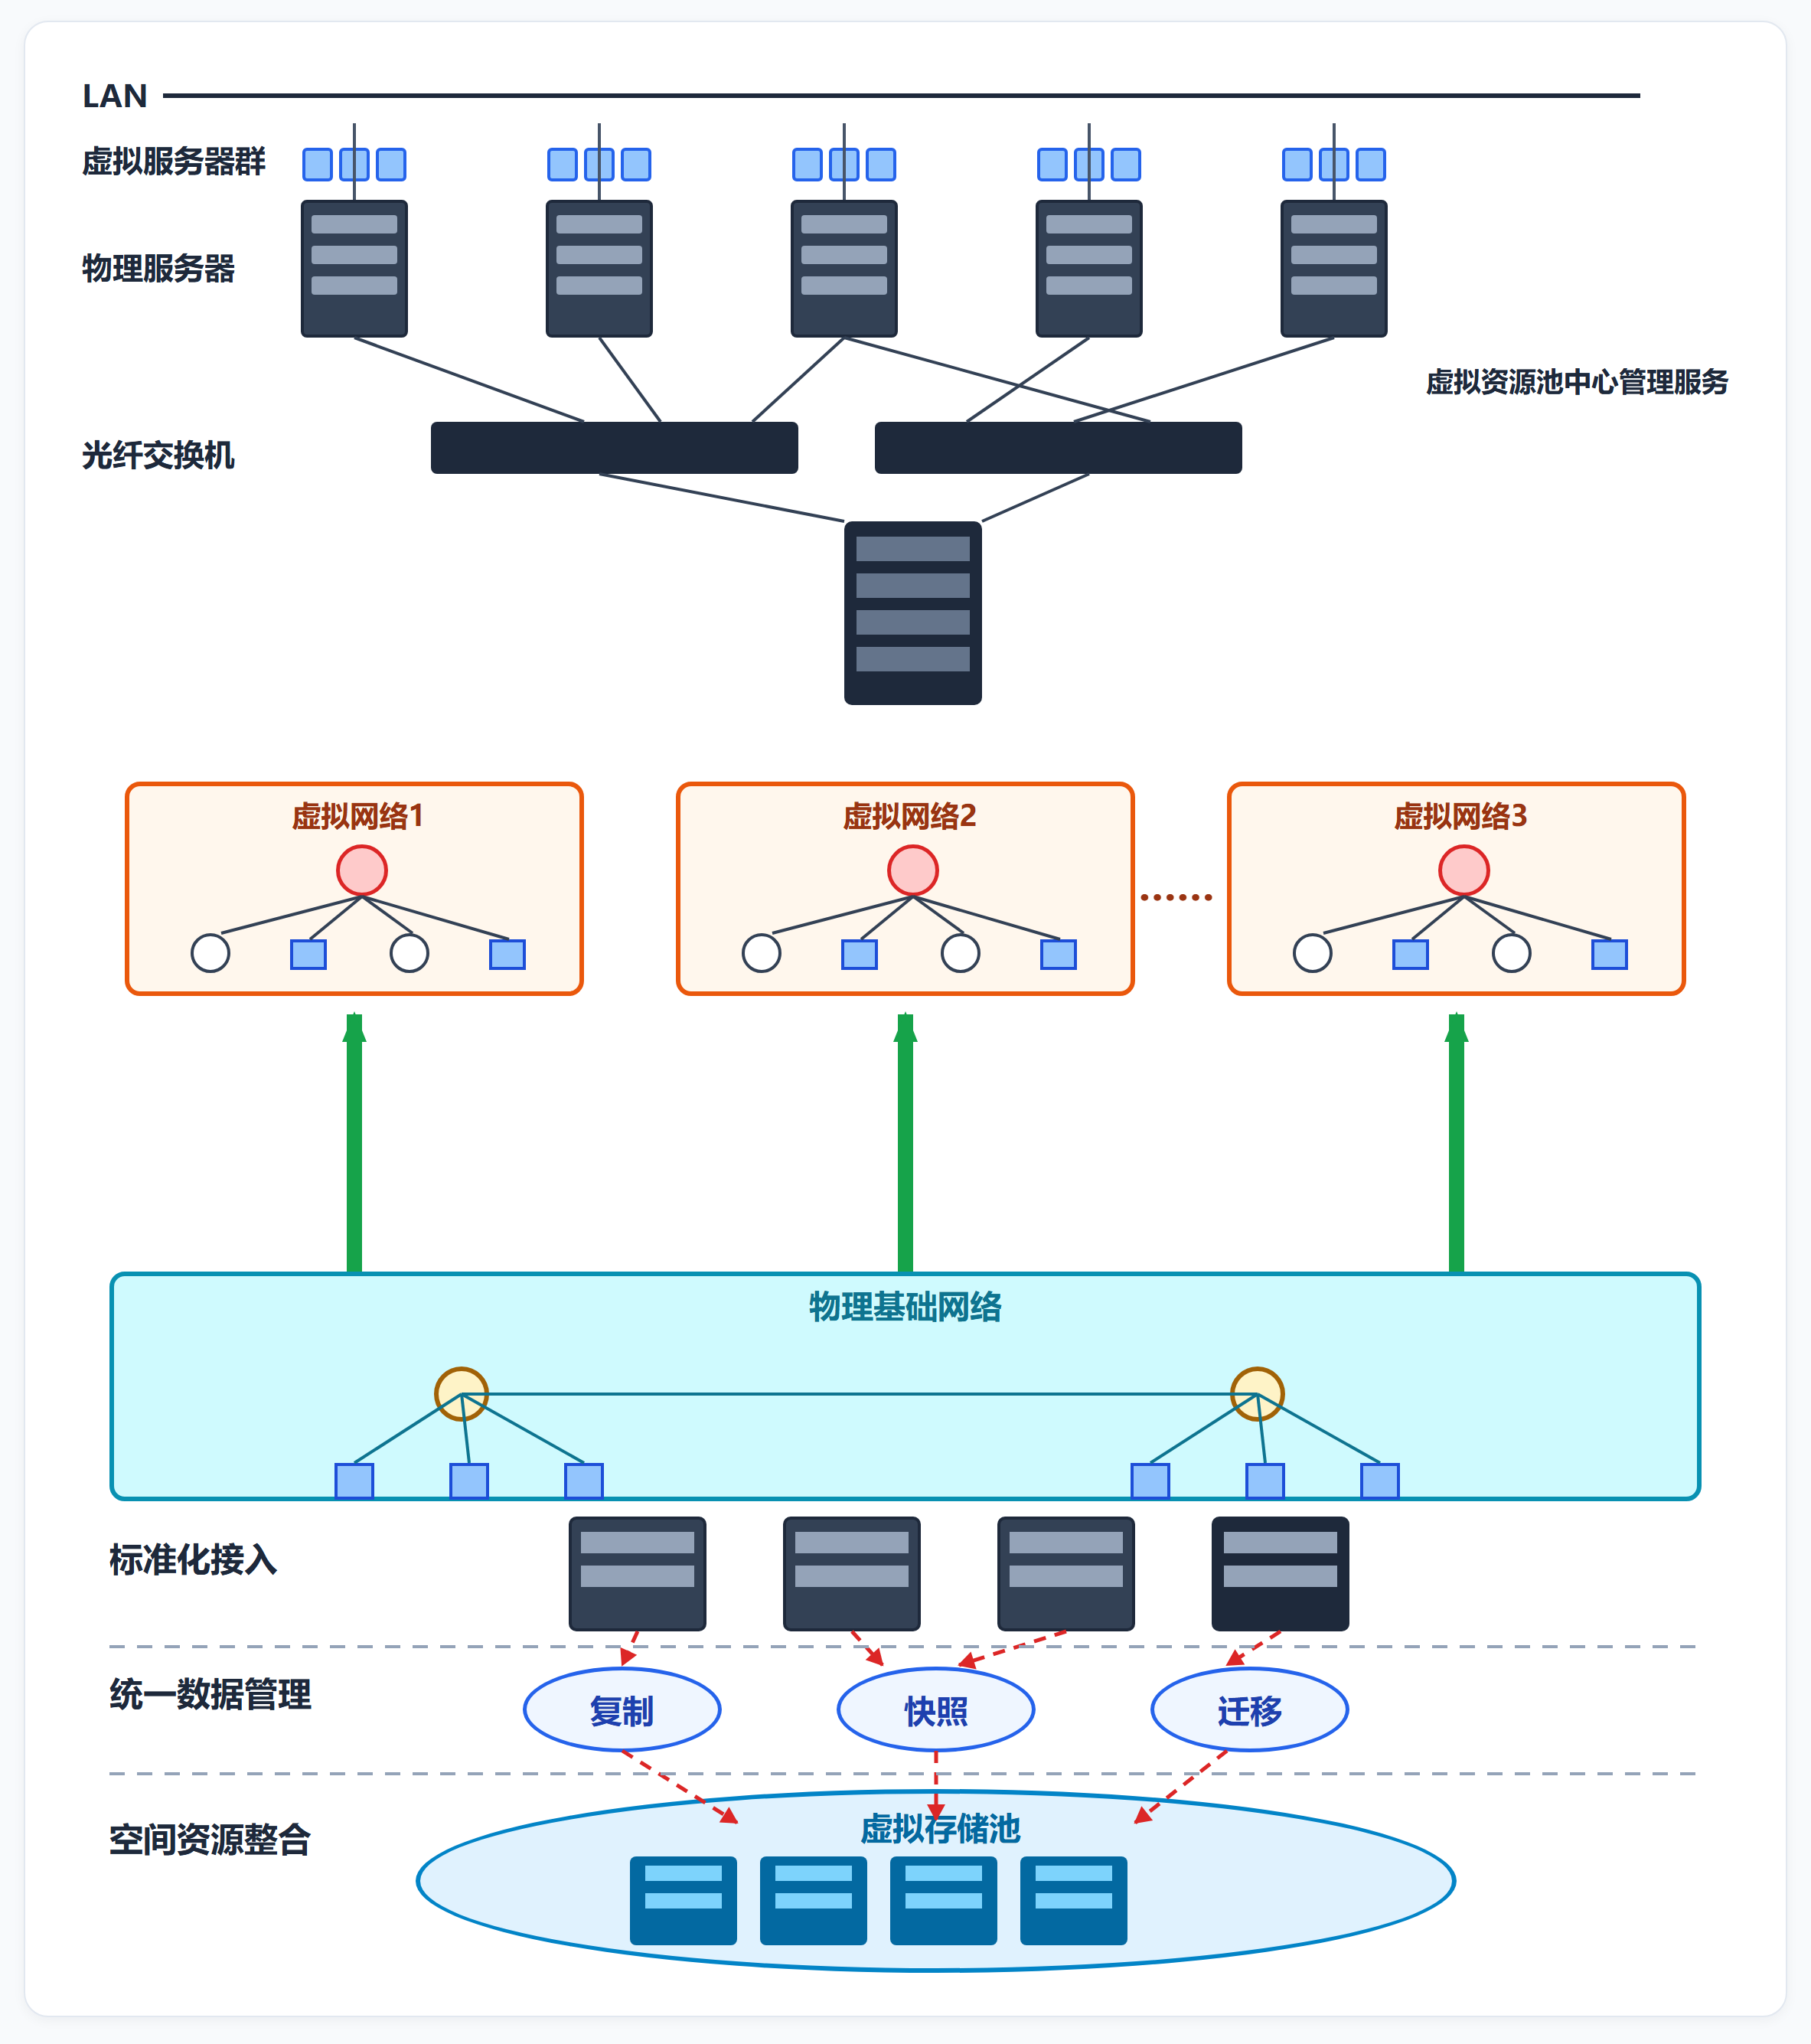 LAN
虚拟服务器群
物理服务器
虚拟资源池中心管理服务
光纤交换机
虚拟网络1
虚拟网络2
虚拟网络3
物理基础网络
标准化接入
统一数据管理
复制
快照
迁移
虚拟存储池
空间资源整合